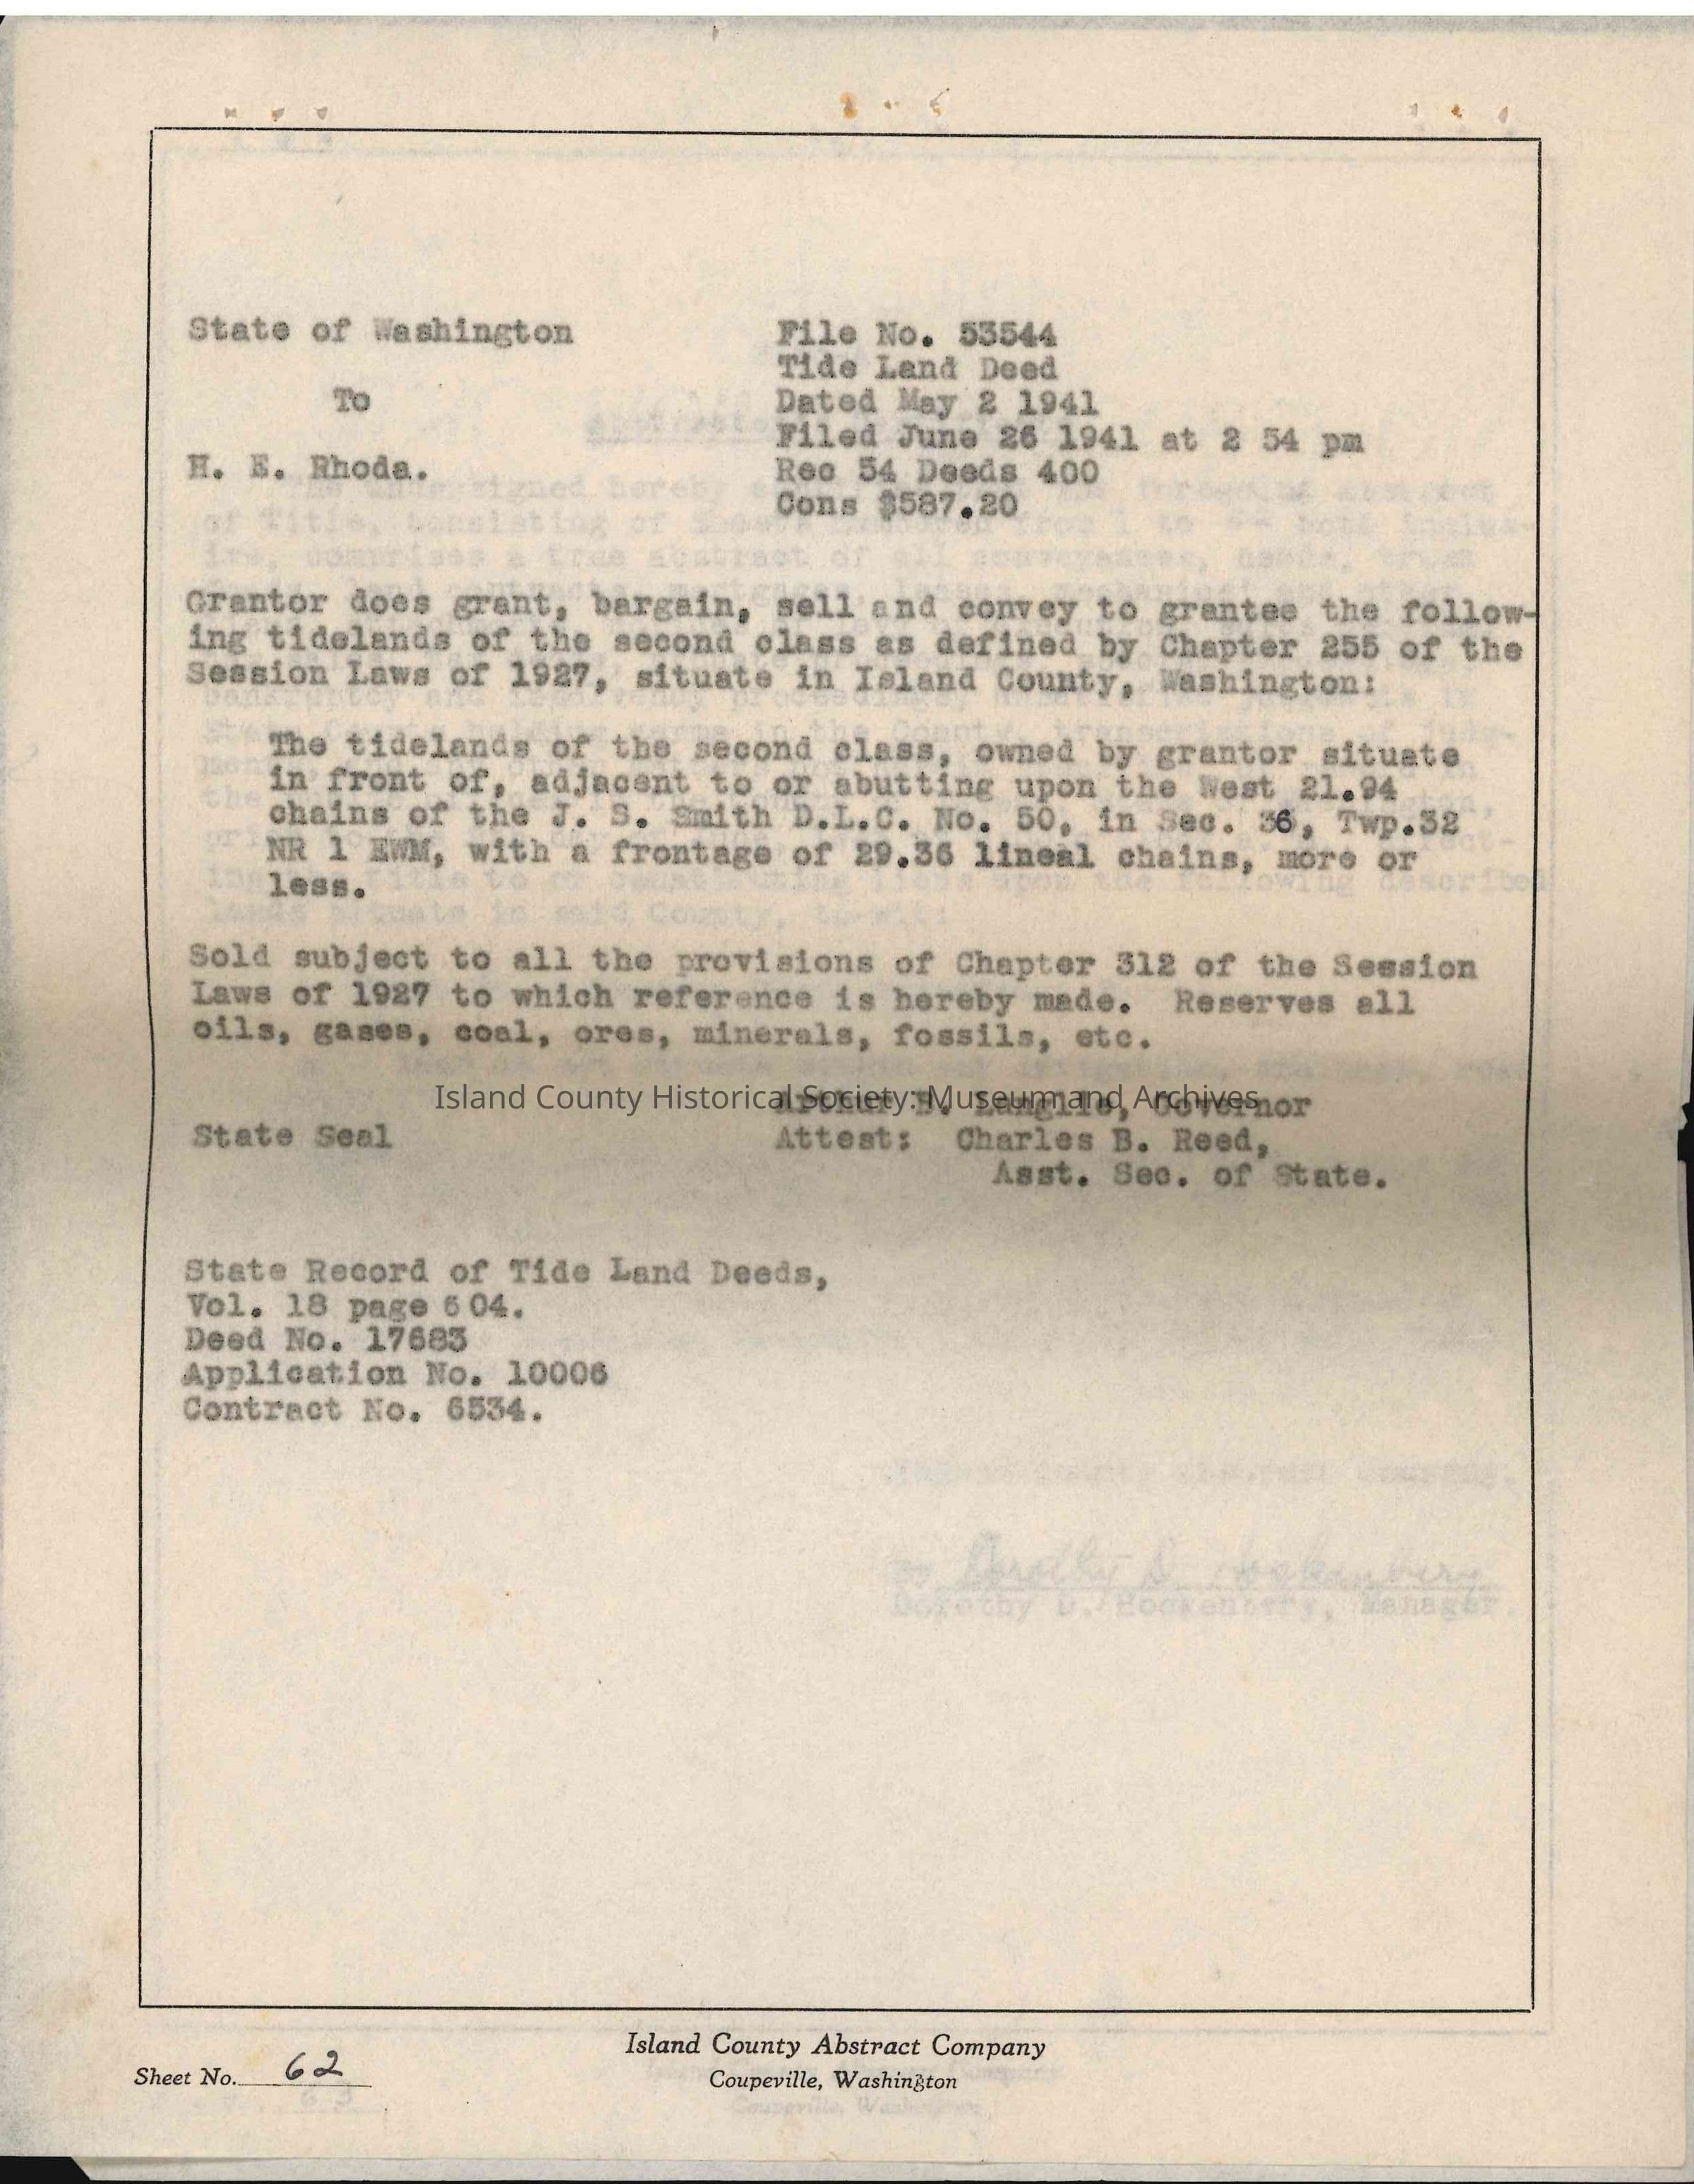 State of Washington
To
H. E. Rhoda.
File No. 53544
Tide Land Deed
Dated May 2 1941
Filed June 26 1941 at 2 54 pm
Rec 54 Deeds 400
Cons $587.20
Grantor does grant, bargain, sell and convey to grantee the follow-
ing tidelands of the second class as defined by Chapter 255 of the
Session Laws of 1927, situate in Island County, Washington:
The tidelands of the second class, owned by grantor situate
in front of, adjacent to or abutting upon the West 21.94
chains of the J. S. Smith D.L.C. No. 50, in Sec. 36, Twp.32
NR 1 EWM, with a frontage of 29.36 lineal chains, more or
less.
Sold subject to all the provisions of Chapter 312 of the Session
Laws of 1927 to which reference is hereby made. Reserves all
oils, gases, coal, ores, minerals, fossils, etc.
Island County Historical Society: Museum and Archives
Langlie, Governor
State Seal
Attest: Charles B. Reed,
Asst. Sec. of State.
State Record of Tide Land Deeds,
Vol. 18 page 604.
Deed No. 17683
Application No. 10006
Contract No. 6534.
Dorothy D. Hockenberry, Manager.
Island County Abstract Company
Coupeville, Washington
Sheet No. 62